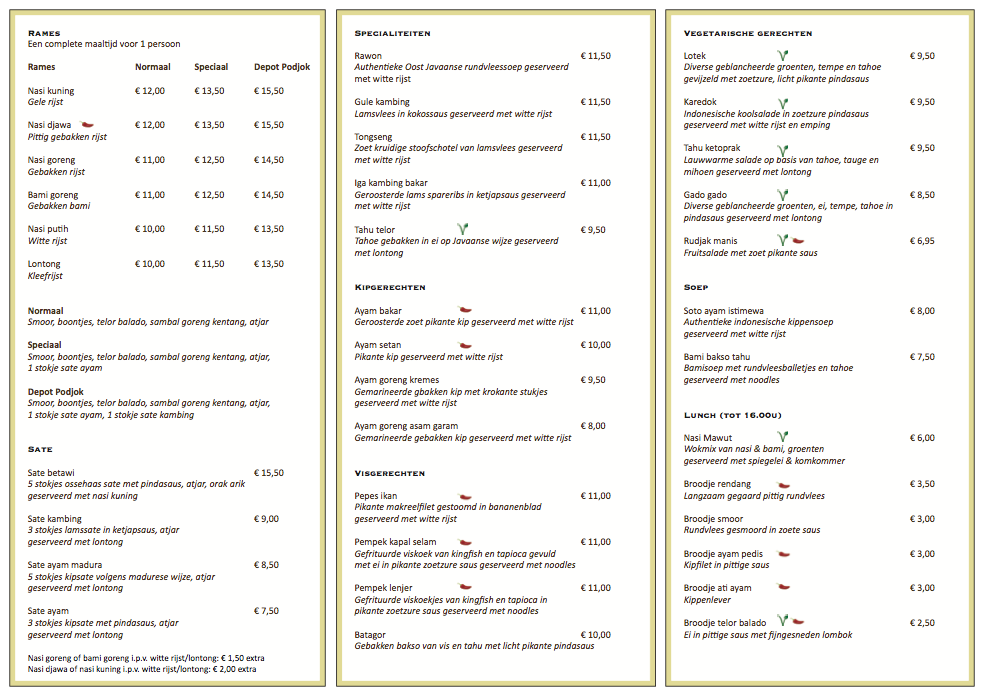 RAMES
Een complete maaltijd voor 1 persoon
Rames Normaal Speciaal Depot Podjok
Nasi kuning € 12,00 € 13,50 € 15,50
Gele rijst
Nasi djawa € 12,00 € 13,50 € 15,50
Pittig gebakken rijst
Nasi goreng € 11,00 € 12,50 € 14,50
Gebakken rijst
Bami goreng € 11,00 € 12,50 € 14,50
Gebakken bami
Nasi putih € 10,00 € 11,50 € 13,50
Witte rijst
Lontong € 10,00 € 11,50 € 13,50
Kleefrijst
Normaal
Smoor, boontjes, telor balado, sambal goreng kentang, atjar
Speciaal
Smoor, boontjes, telor balado, sambal goreng kentang, atjar,
1 stokje sate ayam
Depot Podjok
Smoor, boontjes, telor balado, sambal goreng kentang, atjar,
1 stokje sate ayam, 1 stokje sate kambing
SATE
Sate betawi € 15,50
5 stokjes ossehaas sate met pindasaus, atjar, orak arik
geserveerd met nasi kuning
Sate kambing € 9,00
3 stokjes lamssate in ketjapsaus, atjar
geserveerd met lontong
Sate ayam madura € 8,50
5 stokjes kipsate volgens madurese wijze, atjar
geserveerd met lontong
Sate ayam € 7,50
3 stokjes kipsate met pindasaus, atjar
geserveerd met lontong
Nasi goreng of bami goreng i.p.v. witte rijst/lontong: € 1,50 extra
Nasi djawa of nasi kuning i.p.v. witte rijst/lontong: € 2,00 extra
SPECIALITEITEN
Rawon € 11,50
Authentieke Oost Javaanse rundvleessoep geserveerd
met witte rijst
Gule kambing € 11,50
Lamsvlees in kokossaus geserveerd met witte rijst
Tongseng € 11,50
Zoet kruidige stoofschotel van lamsvlees geserveerd
met witte rijst
Iga kambing bakar € 11,00
Geroosterde lams spareribs in ketjapsaus geserveerd
met witte rijst
Tahu telor € 9,50
Tahoe gebakken in ei op Javaanse wijze geserveerd
met lontong
KIPGERECHTEN
Ayam bakar € 11,00
Geroosterde zoet pikante kip geserveerd met witte rijst
Ayam setan € 10,00
Pikante kip geserveerd met witte rijst
Ayam goreng kremes € 9,50
Gemarineerde gbakken kip met krokante stukjes
geserveerd met witte rijst
Ayam goreng asam garam € 8,00
Gemarineerde gebakken kip geserveerd met witte rijst
VISGERECHTEN
Pepes ikan € 11,00
Pikante makreelfilet gestoomd in bananenblad
geserveerd met witte rijst
Pempek kapal selam € 11,00
Gefrituurde viskoek van kingfish en tapioca gevuld
met ei in pikante zoetzure saus geserveerd met noodles
Pempek lenjer € 11,00
Gefrituurde viskoekjes van kingfish en tapioca in
pikante zoetzure saus geserveerd met noodles
Batagor € 10,00
Gebakken bakso van vis en tahu met licht pikante pindasaus
VEGETARISCHE GERECHTEN
Lotek € 9,50
Diverse geblancheerde groenten, tempe en tahoe
gevijzeld met zoetzure, licht pikante pindasaus
Karedok € 9,50
Indonesische koolsalade in zoetzure pindasaus
geserveerd met witte rijst en emping
Tahu ketoprak € 9,50
Lauwwarme salade op basis van tahoe, tauge en
mihoen geserveerd met lontong
Gado gado € 8,50
Diverse geblancheerde groenten, ei, tempe, tahoe in
pindasaus geserveerd met lontong
Rudjak manis € 6,95
Fruitsalade met zoet pikante saus
SOEP
Soto ayam istimewa € 8,00
Authentieke indonesische kippensoep
geserveerd met witte rijst
Bami bakso tahu € 7,50
Bamisoep met rundvleesballetjes en tahoe
geserveerd met noodles
LUNCH (TOT 16.00U)
Nasi Mawut € 6,00
Wokmix van nasi & bami, groenten
geserveerd met spiegelei & komkommer
Broodje rendang € 3,50
Langzaam gegaard pittig rundvlees
Broodje smoor € 3,00
Rundvlees gesmoord in zoete saus
Broodje ayam pedis € 3,00
Kipfilet in pittige saus
Broodje ati ayam € 3,00
Kippenlever
Broodje telor balado € 2,50
Ei in pittige saus met fijngesneden lombok